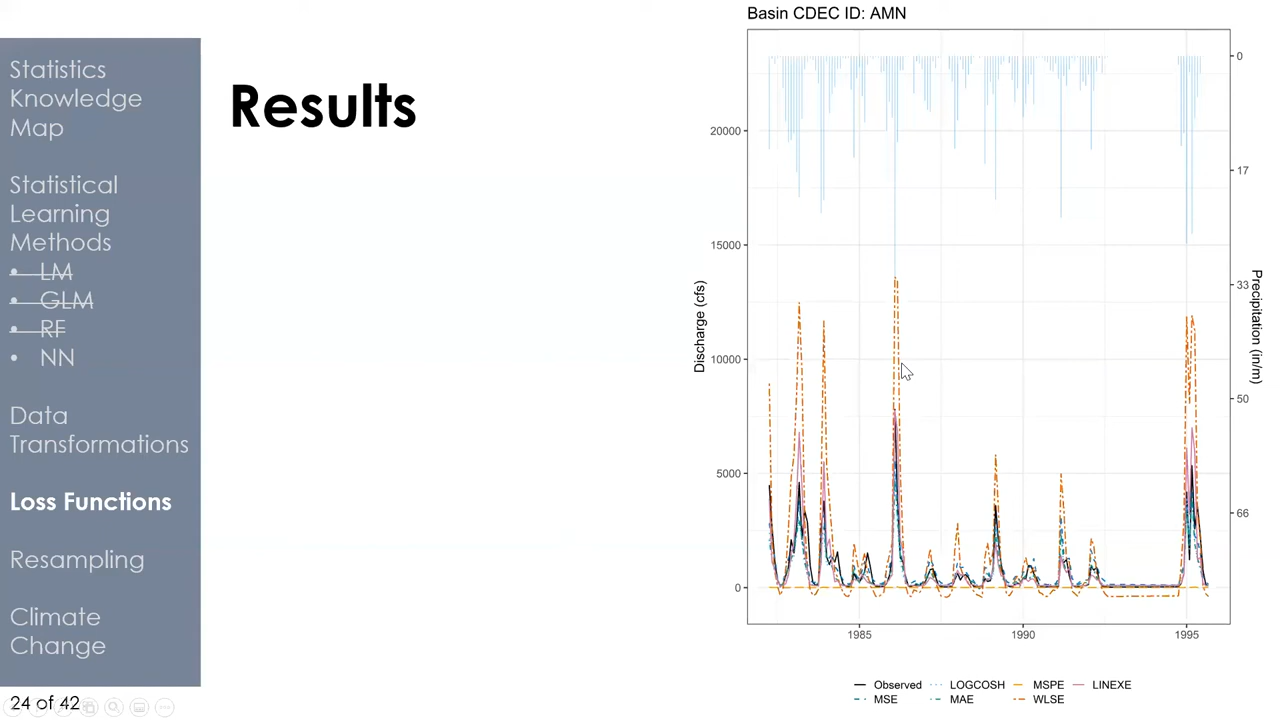 Statistics
Knowledge
Map
Statistical
Learning
Methods
• LM
• GLM
• RF
• NN
Data
Transformations
Loss Functions
Resampling
Climate
Change
24 of 42
Results
Basin CDEC ID: AMN
20000
15000
10000
5000
0
Discharge (cfs)
0
17
33
50
66
Precipitation (in/m)
1985
1990
1995
Observed LOGCOSH MSPE LINEXE
MSE MAE WLSE